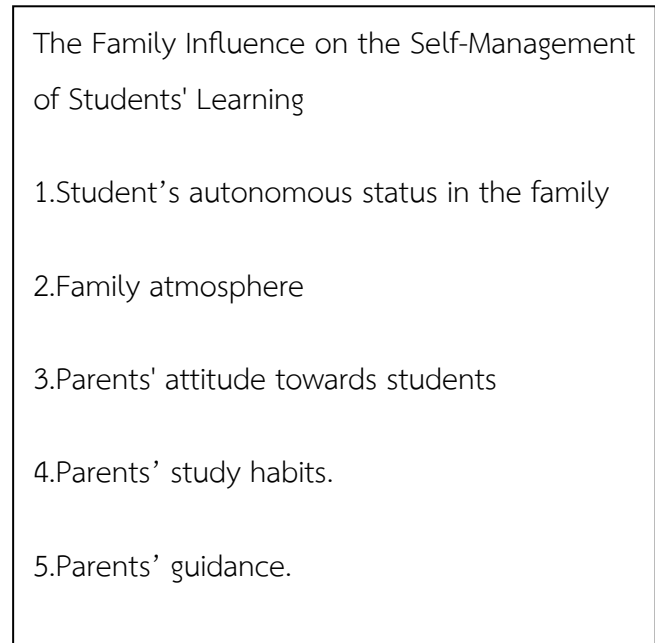 The Family Influence on the Self-Management
of Students' Learning
1.Student’s autonomous status in the family
2.Family atmosphere
3.Parents' attitude towards students
4.Parents’ study habits.
5.Parents’ guidance.